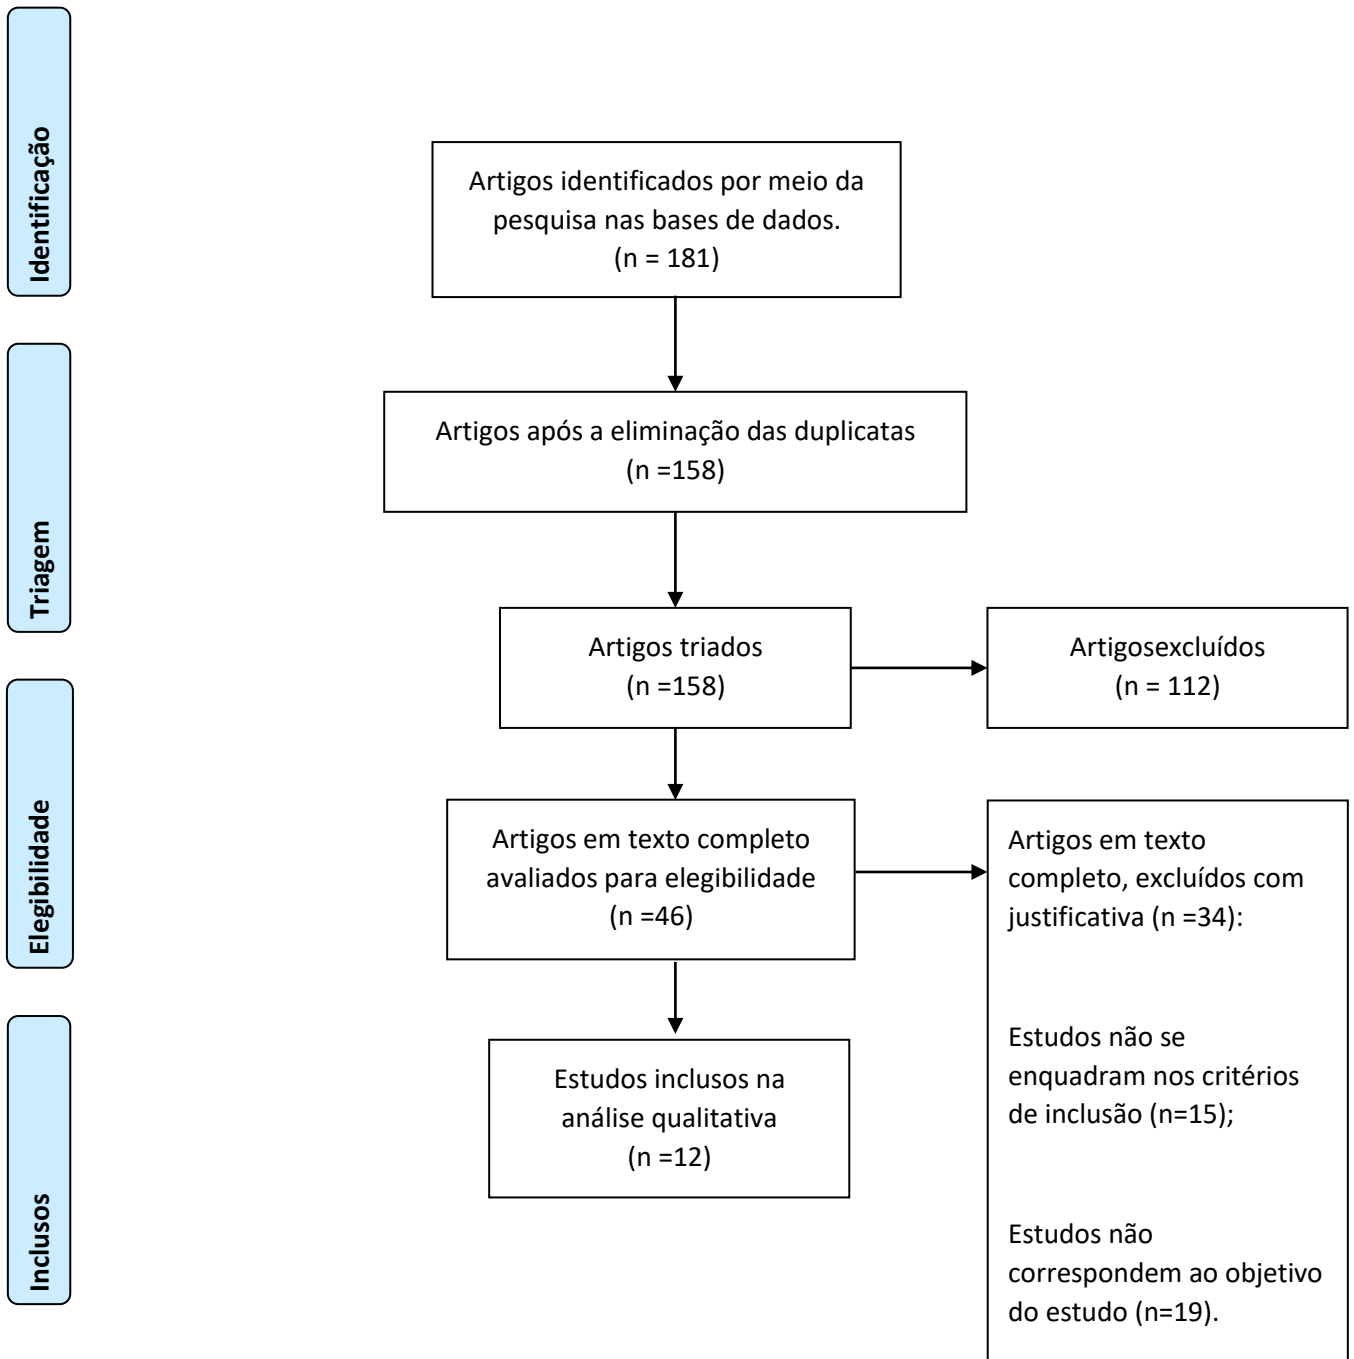 Identificação
Artigos identificados por meio da
pesquisa nas bases de dados.
(n = 181)
Triagem
Artigos após a eliminação das duplicatas
(n =158)
Artigos triados
(n =158)
Artigosexcluídos
(n = 112)
Elegibilidade
Artigos em texto completo
avaliados para elegibilidade
(n =46)
Artigos em texto
completo, excluídos com
justificativa (n =34):
Estudos não se
enquadram nos critérios
de inclusão (n=15);
Estudos não
correspondem ao objetivo
do estudo (n=19).
Inclusos
Estudos inclusos na
análise qualitativa
(n =12)